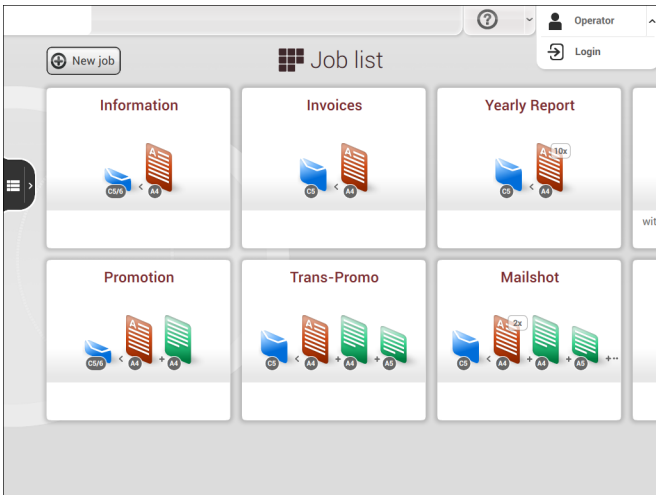 ?
Operator
Login
New job
Job list
Information
A
C5/6 < A4
Invoices
A
C5 < A4
Yearly Report
A
10x
C5 < A4
wit
Promotion
A
C5/6 < A4 + A4
Trans-Promo
A
C5 < A4 + A4 + A5
Mailshot
A
2x
C5 < A4 + A4 + A5 +··